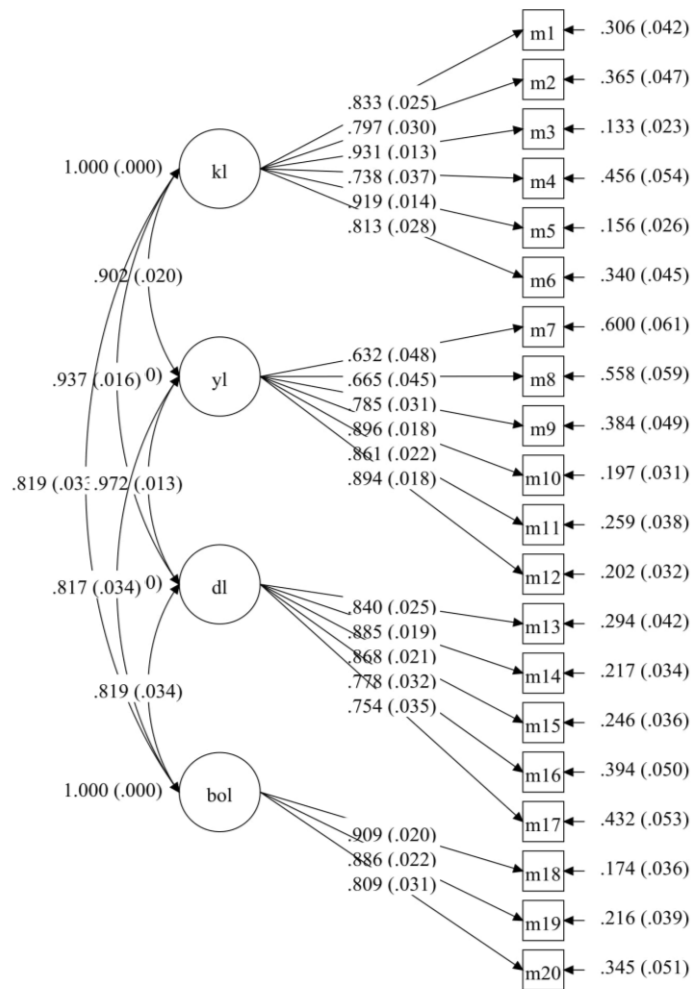 m1
.306 (.042)
m2
.365 (.047)
.833 (.025)
.797 (.030)
m3
.133 (.023)
.931 (.013)
1.000 (.000)
kl
.738 (.037)
m4
.456 (.054)
.919 (.014)
.813 (.028)
m5
.156 (.026)
.902 (.020)
m6
.340 (.045)
m7
.600 (.061)
.632 (.048)
.937 (.016)
0)
yl
.665 (.045)
m8
.558 (.059)
.785 (.031)
.896 (.018)
m9
.384 (.049)
.861 (.022)
.894 (.018)
m10
.197 (.031)
.819 (.033
.972 (.013)
m11
.259 (.038)
m12
.202 (.032)
.817 (.034)
0)
dl
.840 (.025)
m13
.294 (.042)
.885 (.019)
.868 (.021)
m14
.217 (.034)
.778 (.032)
.754 (.035)
m15
.246 (.036)
.819 (.034)
m16
.394 (.050)
1.000 (.000)
bol
m17
.432 (.053)
.909 (.020)
.886 (.022)
m18
.174 (.036)
.809 (.031)
m19
.216 (.039)
m20
.345 (.051)